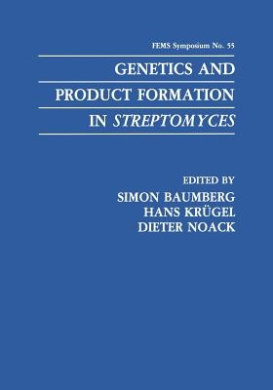 FEMS Symposium No. 55
GENETICS AND
PRODUCT FORMATION
IN STREPTOMYCES
EDITED BY
SIMON BAUMBERG
HANS KRÜGEL
DIETER NOACK